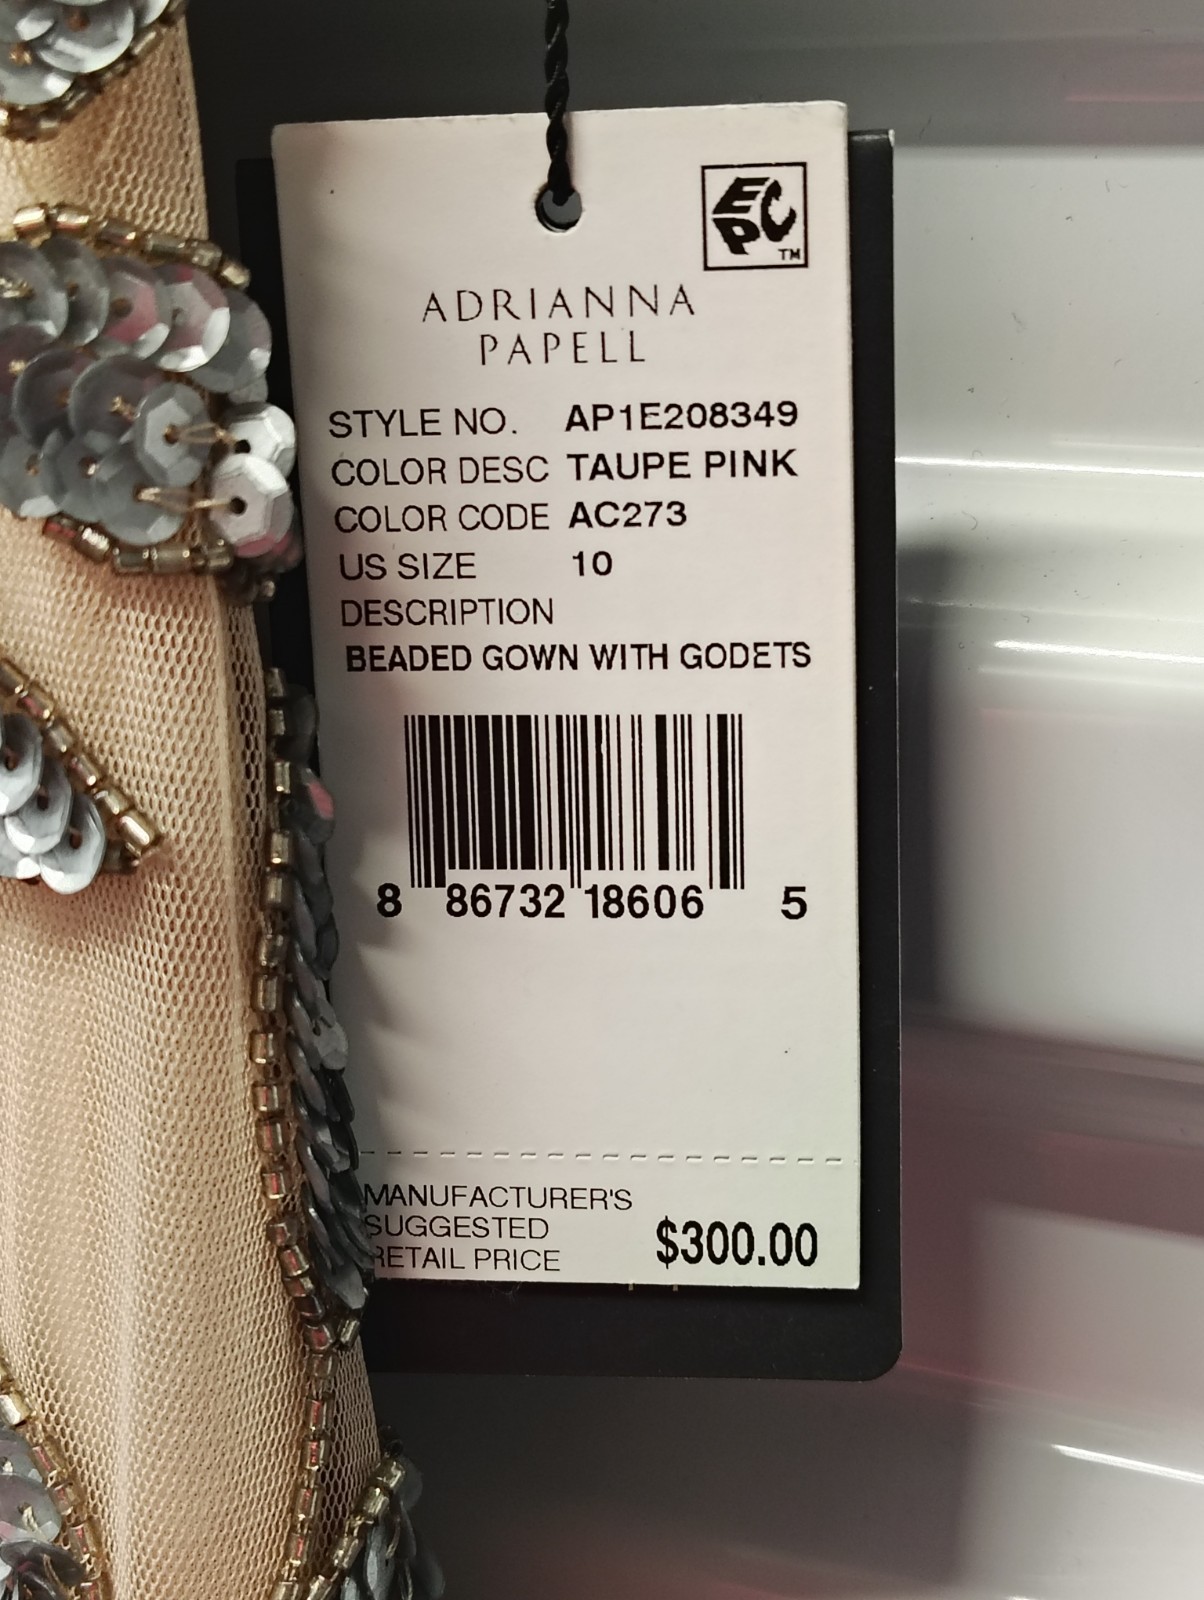 EPC
TM
ADRIANNA
PAPELL
STYLE NO. AP1E208349
COLOR DESC TAUPE PINK
COLOR CODE AC273
US SIZE 10
DESCRIPTION
BEADED GOWN WITH GODETS
8 86732 18606 5
MANUFACTURER'S
SUGGESTED
RETAIL PRICE $300.00